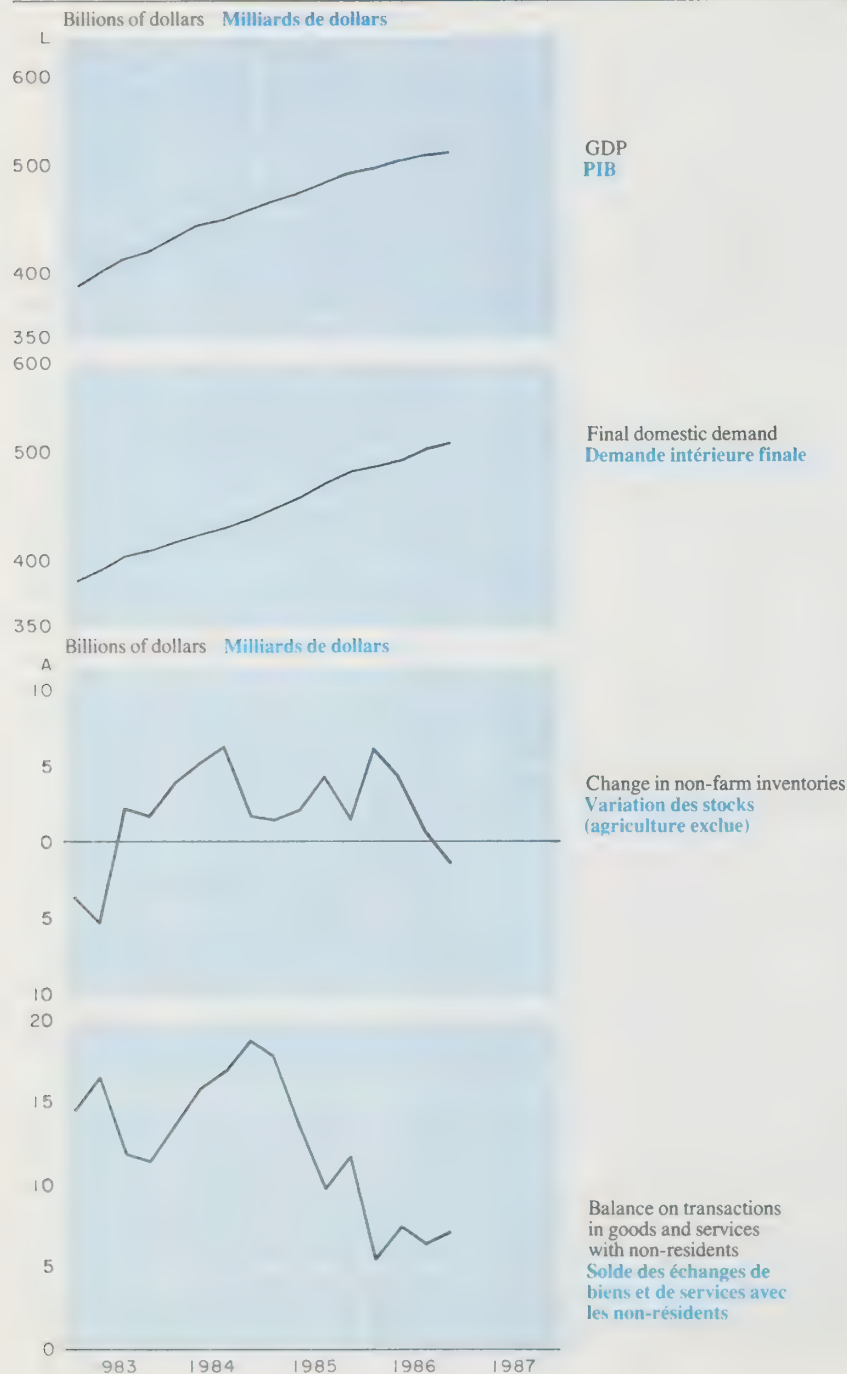 Billions of dollars Milliards de dollars
L
600
500
400
350
GDP
PIB
600
500
400
350
Final domestic demand
Demande intérieure finale
Billions of dollars Milliards de dollars
A
10
5
0
5
10
Change in non-farm inventories
Variation des stocks
(agriculture exclue)
20
15
10
5
0
Balance on transactions
in goods and services
with non-residents
Solde des échanges de
biens et de services avec
les non-résidents
983 1984 1985 1986 1987